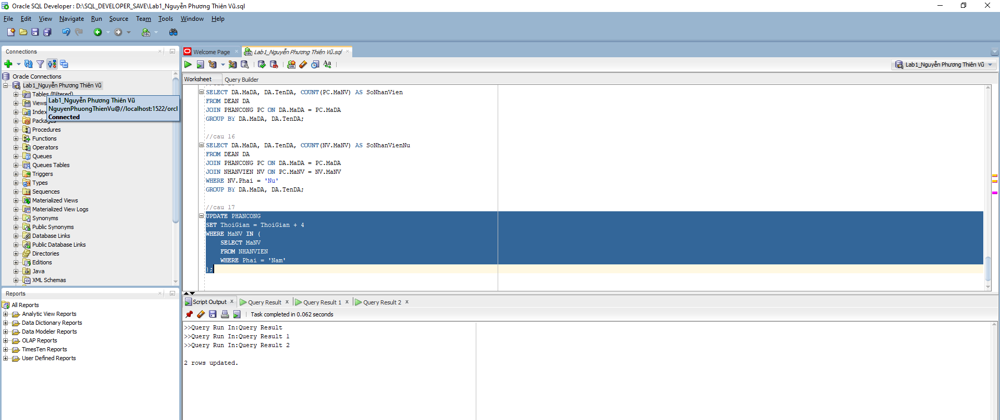 Oracle SQL Developer : D:\SQL_DEVELOPER_SAVE\Lab1_Nguyễn Phương Thiên Vũ.sql
File Edit View Navigate Run Source Team Tools Window Help
Connections
Oracle Connections
Lab1_Nguyễn Phương Thiên Vũ
Tables (Filtered)
Lab1_Nguyễn Phương Thiên Vũ
NguyenPhuongThienVu@//localhost:1522/orcl
Connected
Views
Index
Packages
Procedures
Functions
Operators
Queues
Queues Tables
Triggers
Types
Sequences
Materialized Views
Materialized View Logs
Synonyms
Public Synonyms
Database Links
Public Database Links
Directories
Editions
Java
XML Schemas
Reports
All Reports
Analytic View Reports
Data Dictionary Reports
Data Modeler Reports
OLAP Reports
TimesTen Reports
User Defined Reports
Welcome Page
Lab1_Nguyễn Phương Thiên Vũ.sql
Lab1_Nguyễn Phương Thiên Vũ
Worksheet Query Builder
SELECT DA.MaDA, DA.TenDA, COUNT(PC.MaNV) AS SoNhanVien
FROM DEAN DA
JOIN PHANCONG PC ON DA.MaDA = PC.MaDA
GROUP BY DA.MaDA, DA.TenDA;
//cau 16
SELECT DA.MaDA, DA.TenDA, COUNT(NV.MaNV) AS SoNhanVienNu
FROM DEAN DA
JOIN PHANCONG PC ON DA.MaDA = PC.MaDA
JOIN NHANVIEN NV ON PC.MaNV = NV.MaNV
WHERE NV.Phai = 'Nu'
GROUP BY DA.MaDA, DA.TenDA;
//cau 17
UPDATE PHANCONG
SET ThoiGian = ThoiGian + 4
WHERE MaNV IN (
SELECT MaNV
FROM NHANVIEN
WHERE Phai = 'Nam'
);
Script Output Query Result Query Result 1 Query Result 2
Task completed in 0.062 seconds
>>Query Run In:Query Result
>>Query Run In:Query Result 1
>>Query Run In:Query Result 2
2 rows updated.